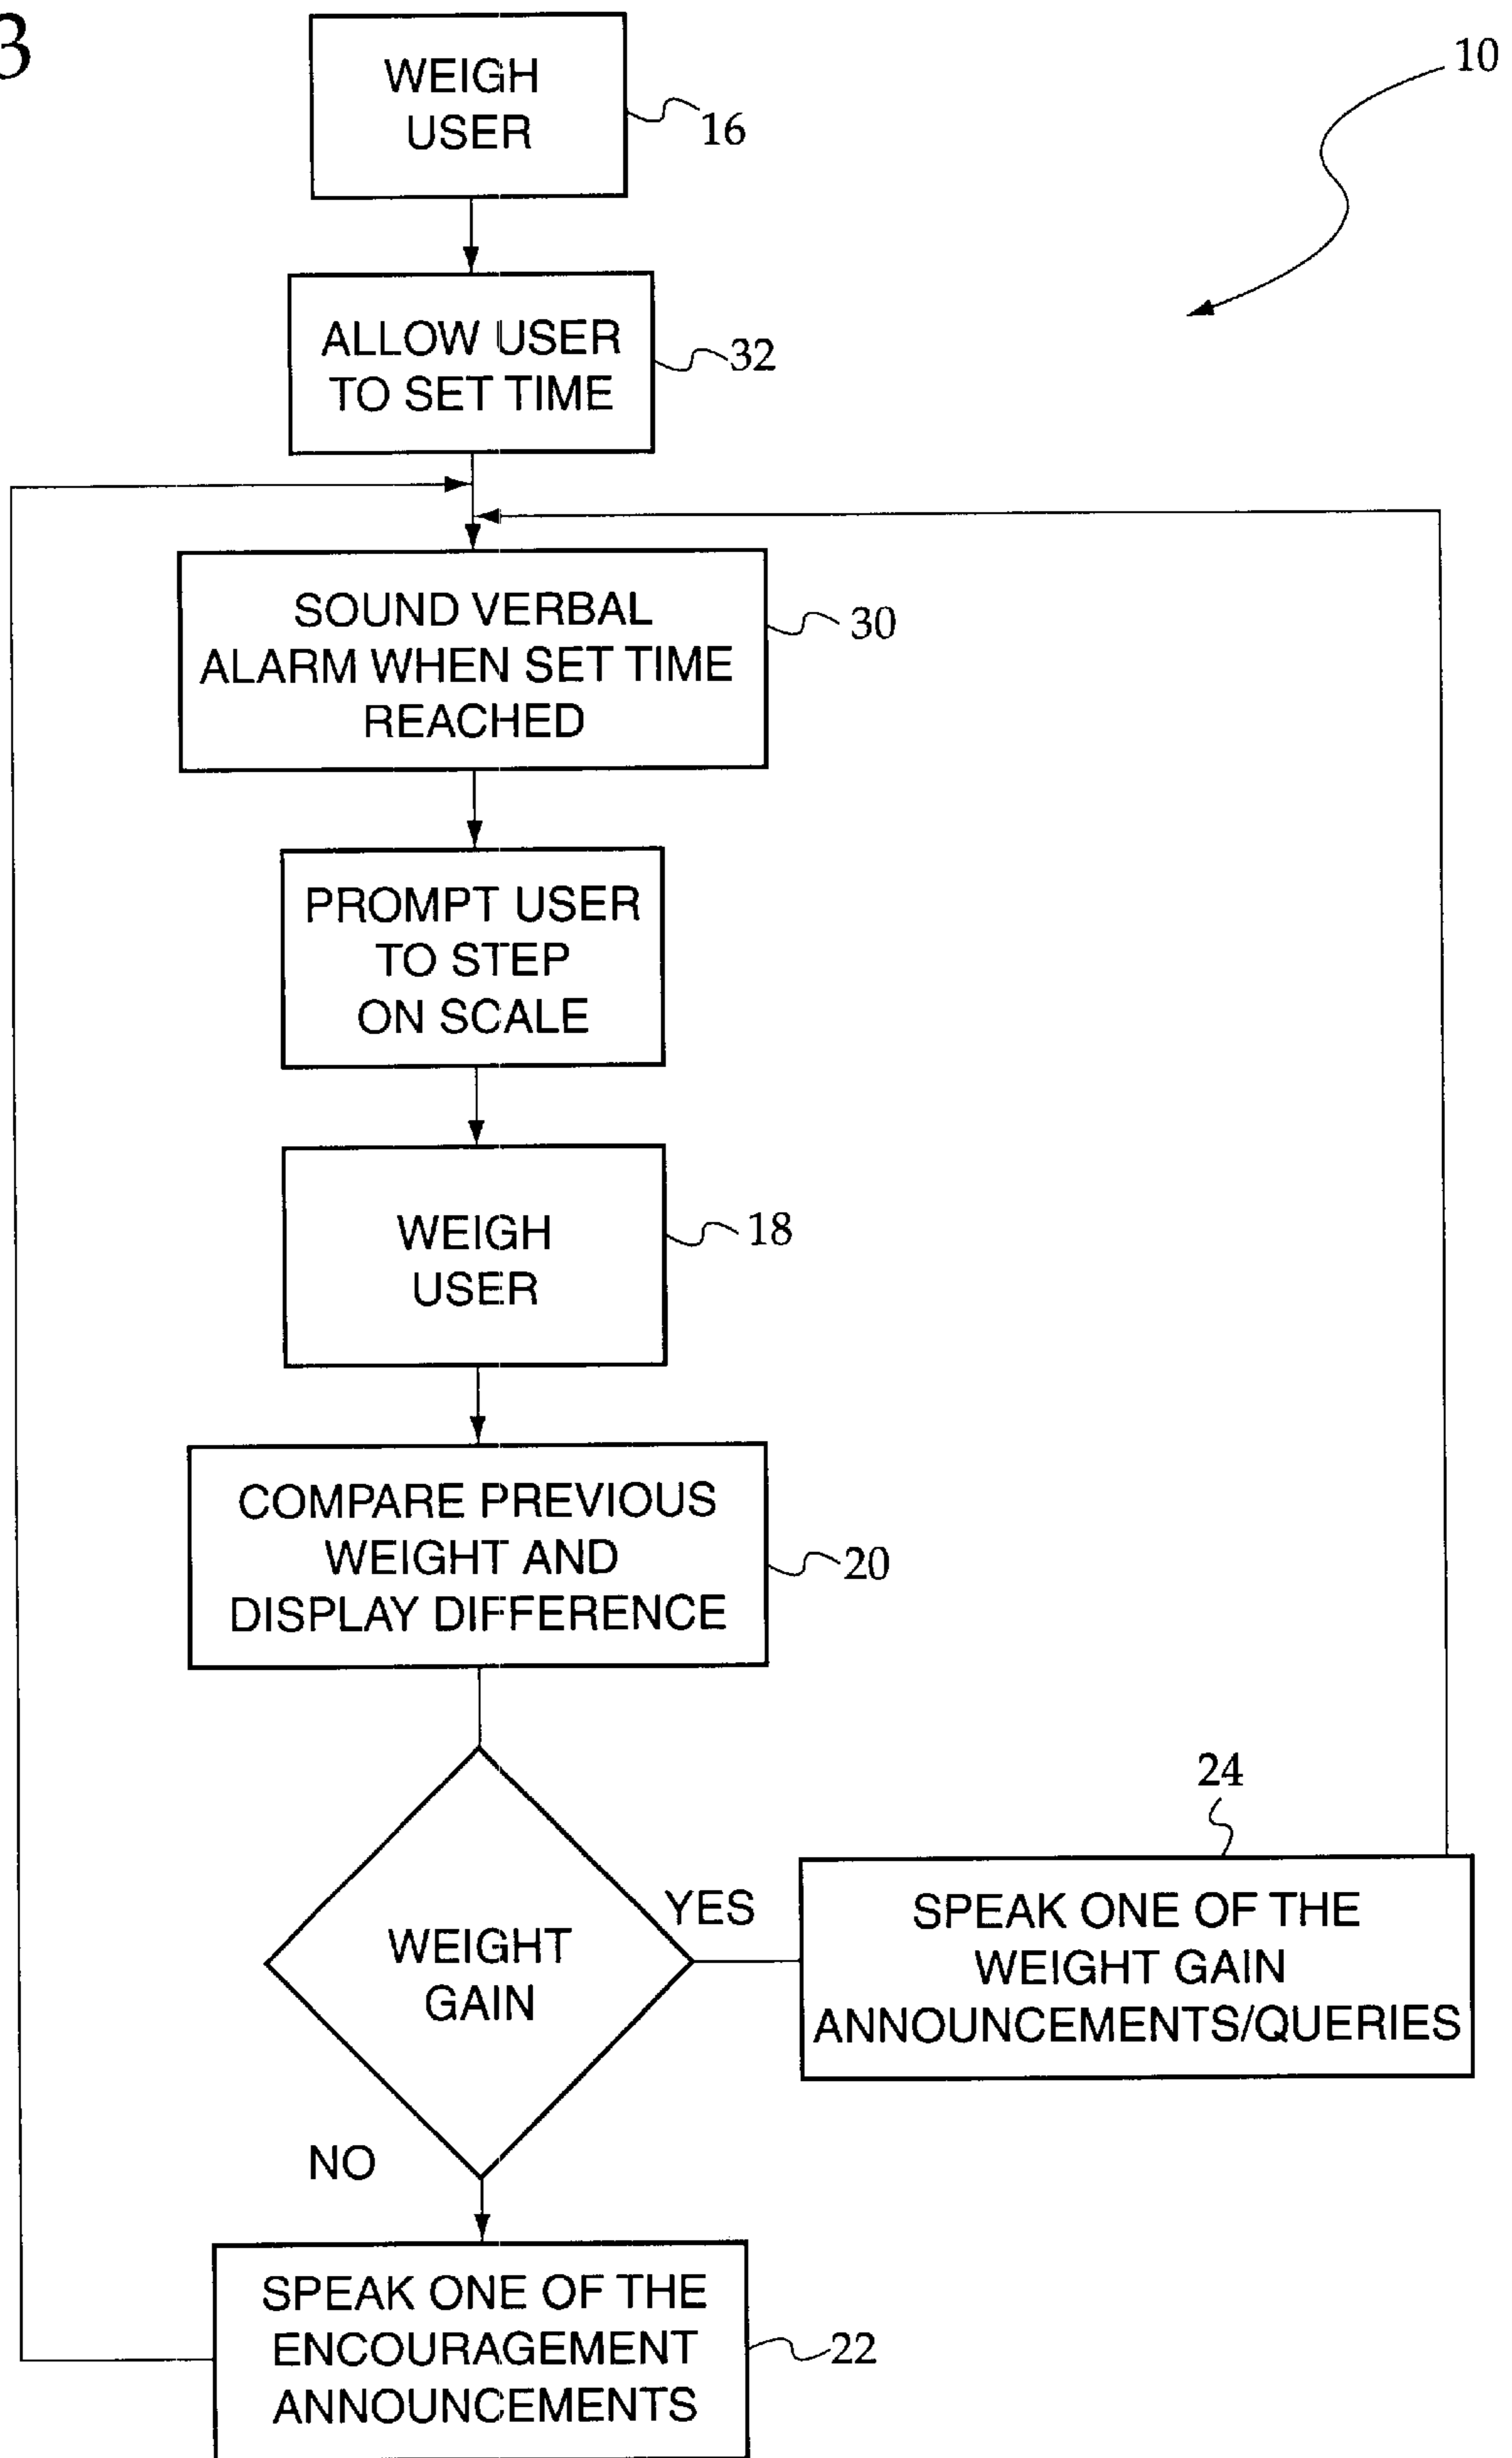 3
10
WEIGH
USER
16
ALLOW USER
TO SET TIME
32
SOUND VERBAL
ALARM WHEN SET TIME
REACHED
30
PROMPT USER
TO STEP
ON SCALE
WEIGH
USER
18
COMPARE PREVIOUS
WEIGHT AND
DISPLAY DIFFERENCE
20
WEIGHT
GAIN
YES
24
SPEAK ONE OF THE
WEIGHT GAIN
ANNOUNCEMENTS/QUERIES
NO
SPEAK ONE OF THE
ENCOURAGEMENT
ANNOUNCEMENTS
22